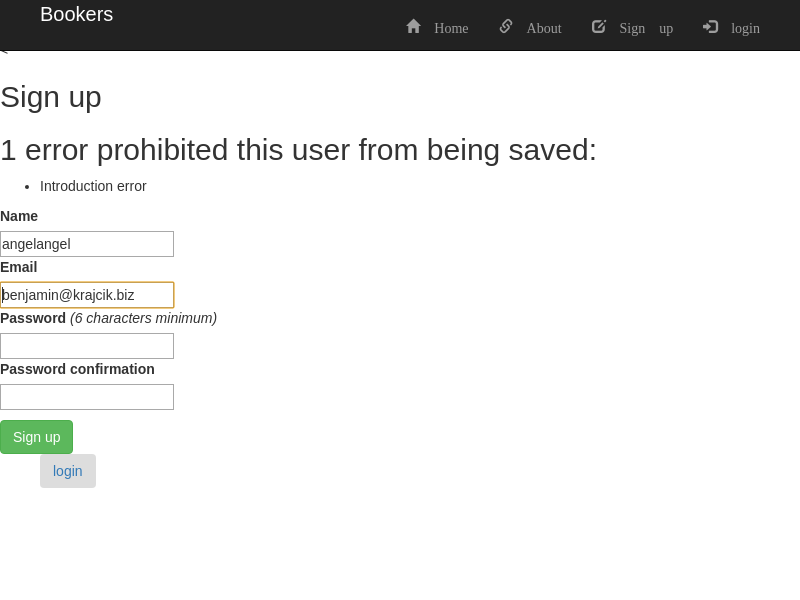 Bookers
Home About Sign up login
<
Sign up
1 error prohibited this user from being saved:
Introduction error
Name
angelangel
Email
benjamin@krajcik.biz
Password (6 characters minimum)
Password confirmation
Sign up
login